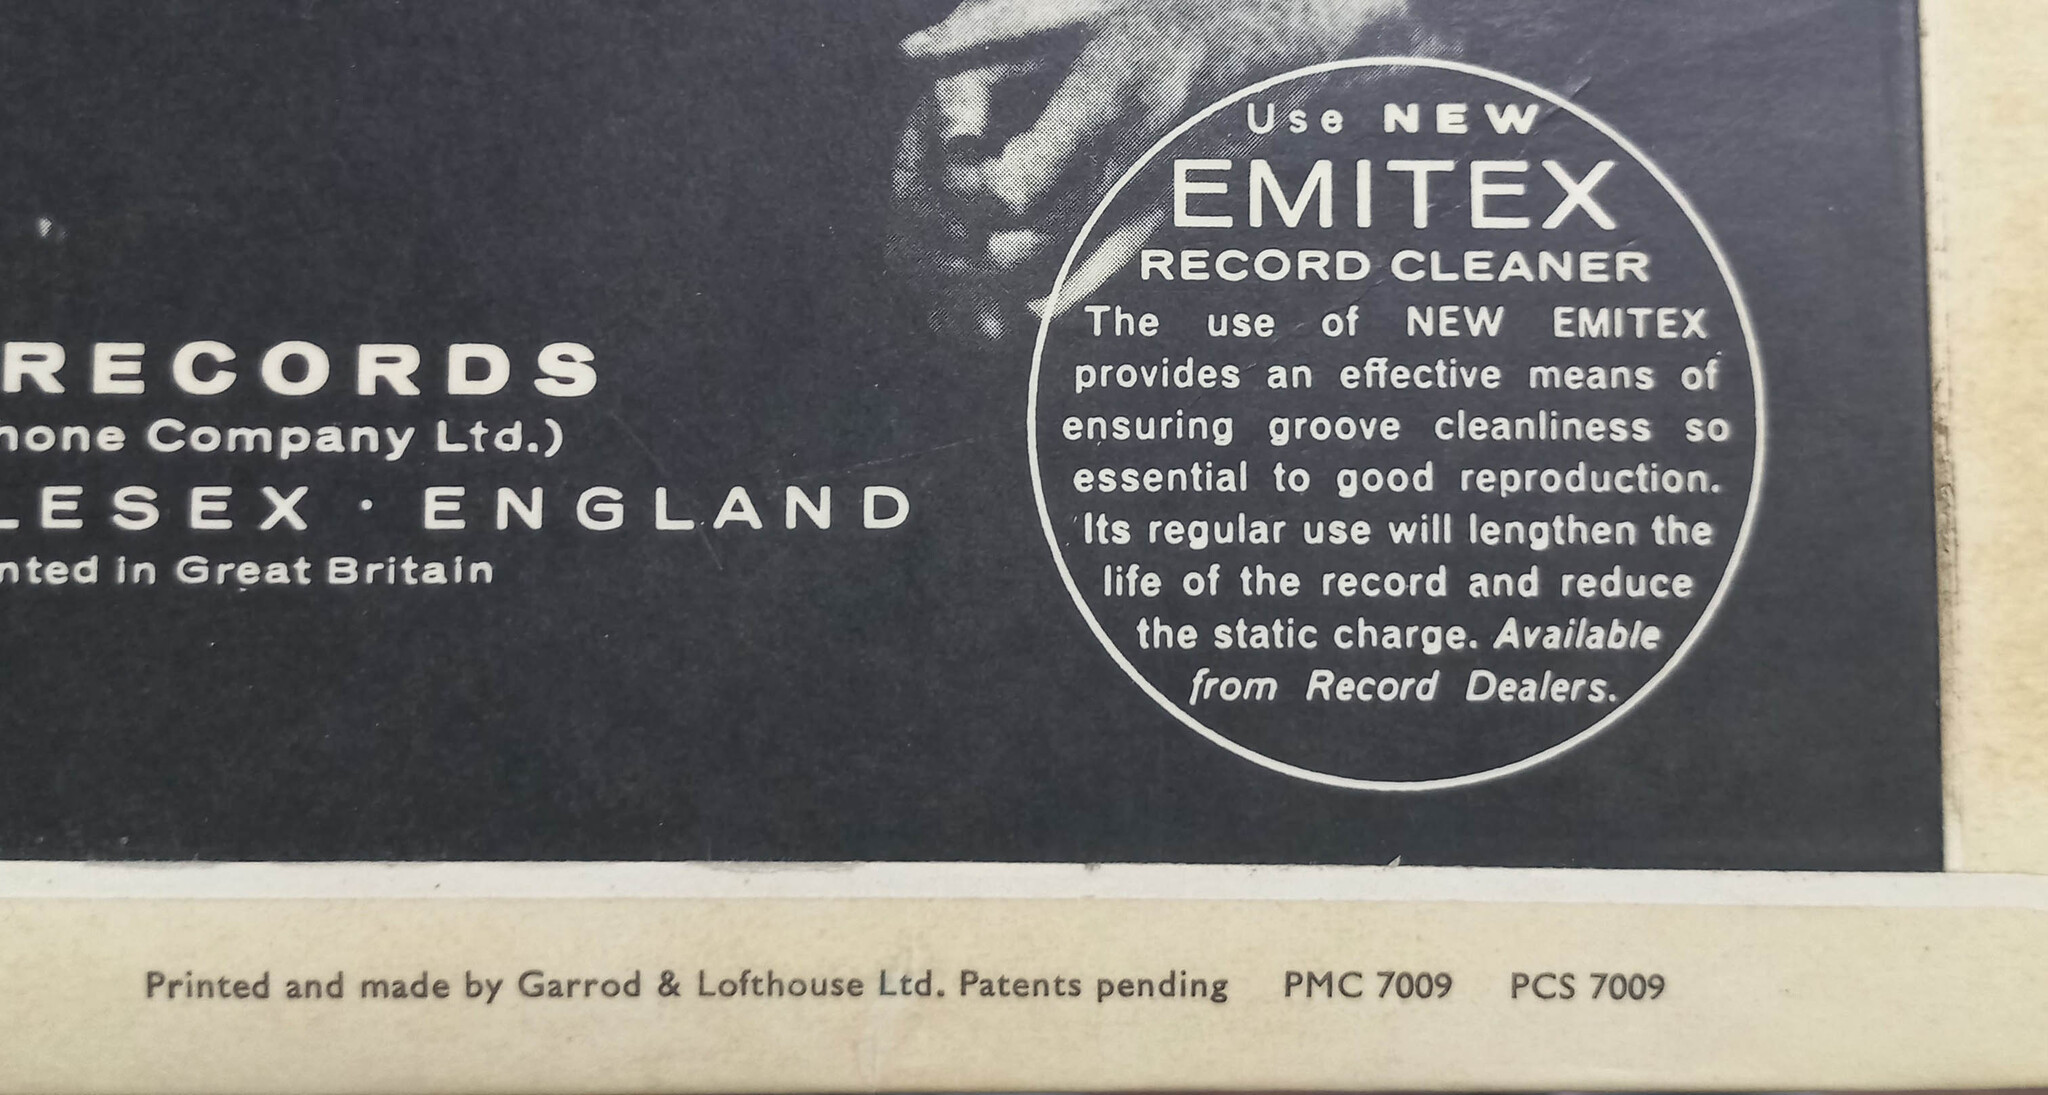 RECORDS
hone Company Ltd.)
LESEX · ENGLAND
nted in Great Britain
Use NEW
EMITEX
RECORD CLEANER
The use of NEW EMITEX
provides an effective means of
ensuring groove cleanliness so
essential to good reproduction.
Its regular use will lengthen the
life of the record and reduce
the static charge. Available
from Record Dealers.
Printed and made by Garrod & Lofthouse Ltd. Patents pending PMC 7009 PCS 7009